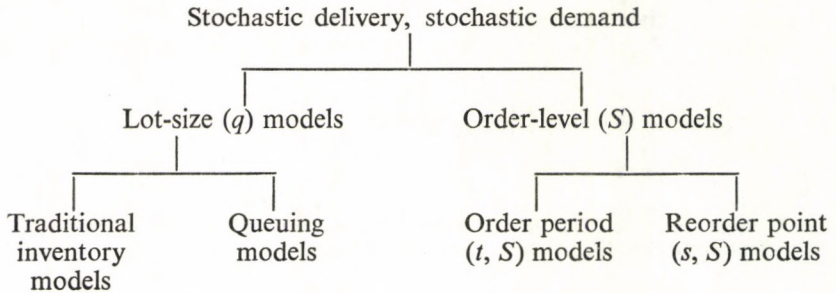 Stochastic delivery, stochastic demand
Lot-size (q) models
Order-level (S) models
Traditional
inventory
models
Queuing
models
Order period
(t, S) models
Reorder point
(s, S) models